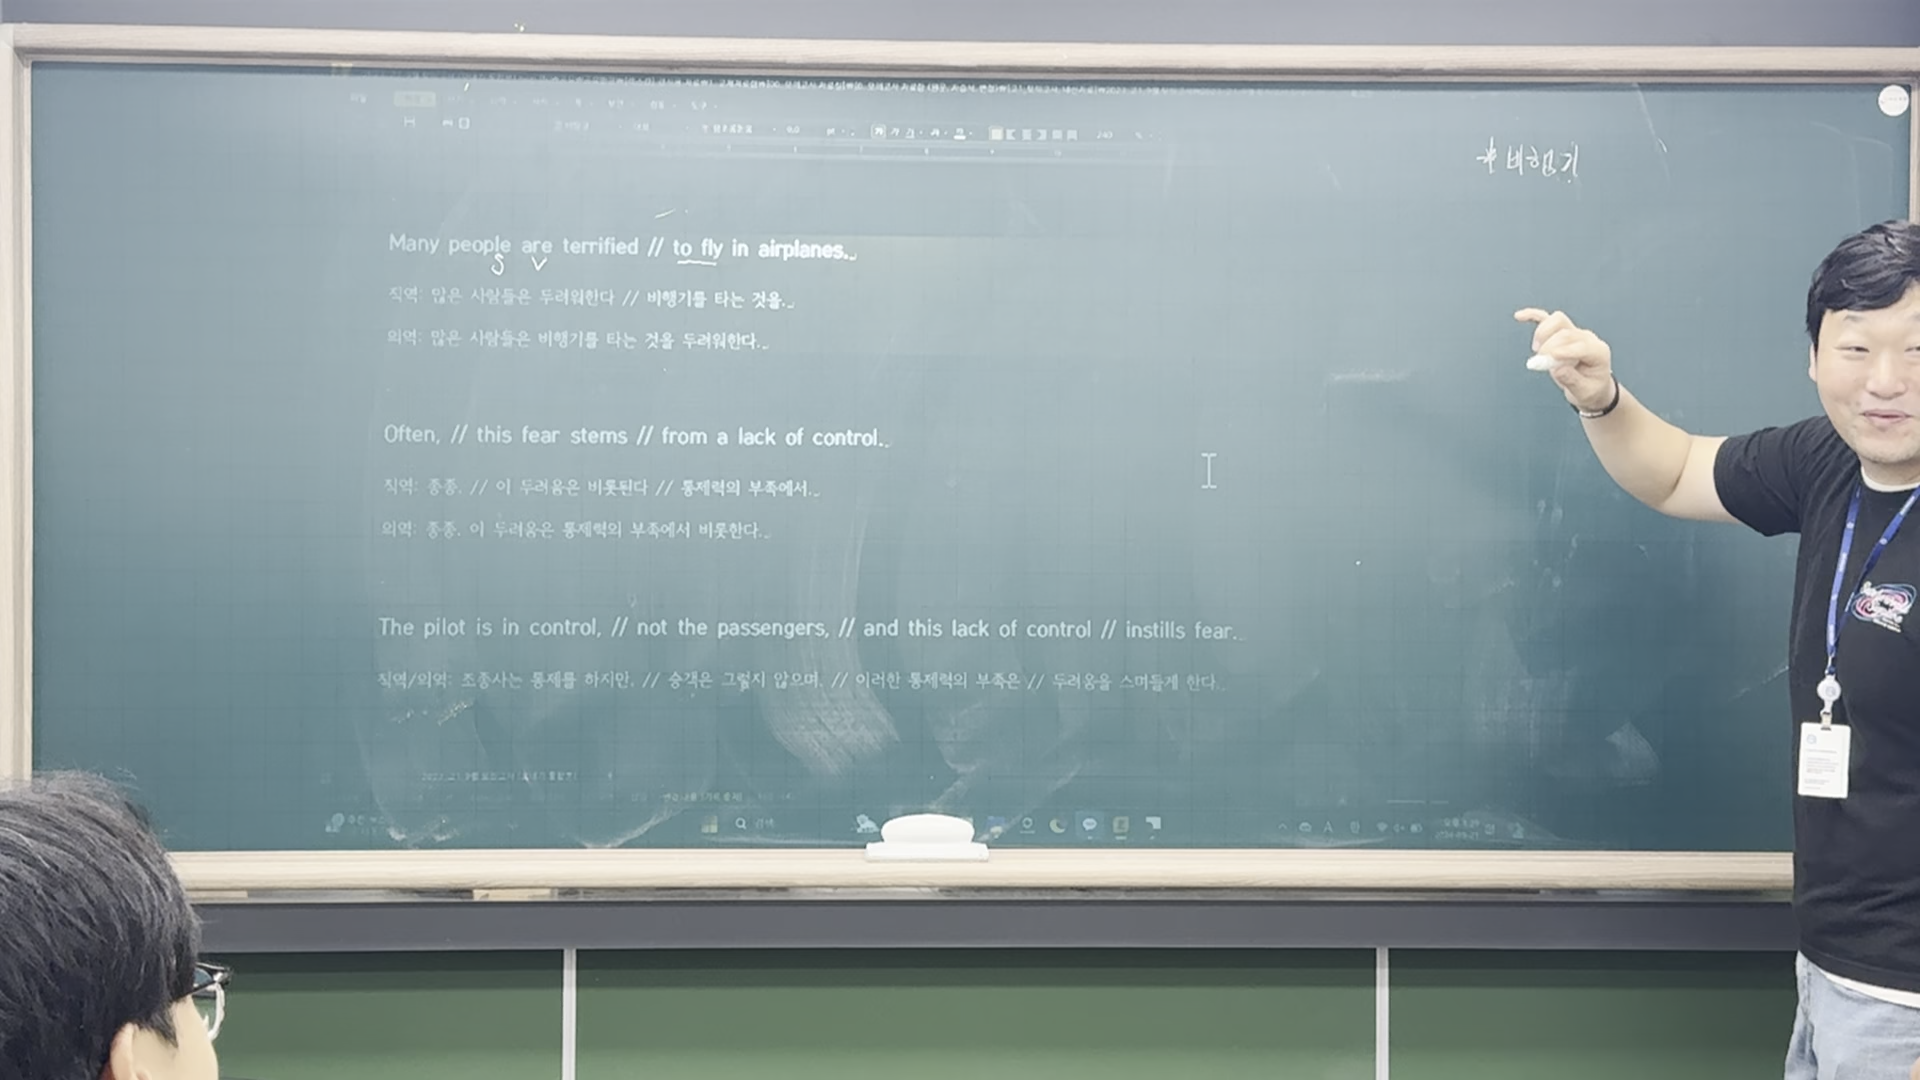 * 비행기
Many people are terrified // to fly in airplanes.
S V
직역: 많은 사람들은 두려워한다 // 비행기를 타는 것을.
의역: 많은 사람들은 비행기를 타는 것을 두려워한다.
Often, // this fear stems // from a lack of control.
직역: 종종, // 이 두려움은 비롯된다 // 통제력의 부족에서.
의역: 종종, 이 두려움은 통제력의 부족에서 비롯한다.
The pilot is in control, // not the passengers, // and this lack of control // instills fear.
직역/의역: 조종사는 통제를 하지만, // 승객은 그렇지 않으며, // 이러한 통제력의 부족은 // 두려움을 스며들게 한다.
검색